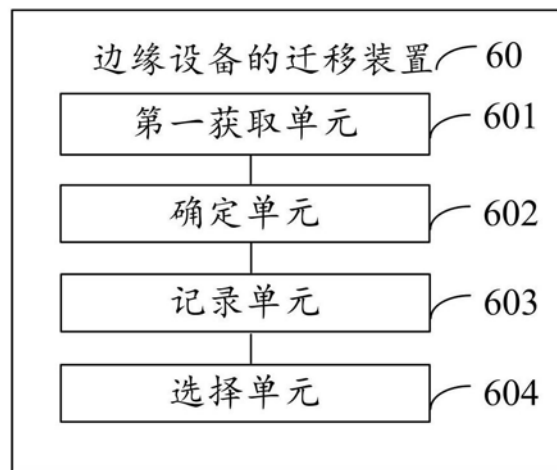 边缘设备的迁移装置 60
第一获取单元 601
确定单元 602
记录单元 603
选择单元 604